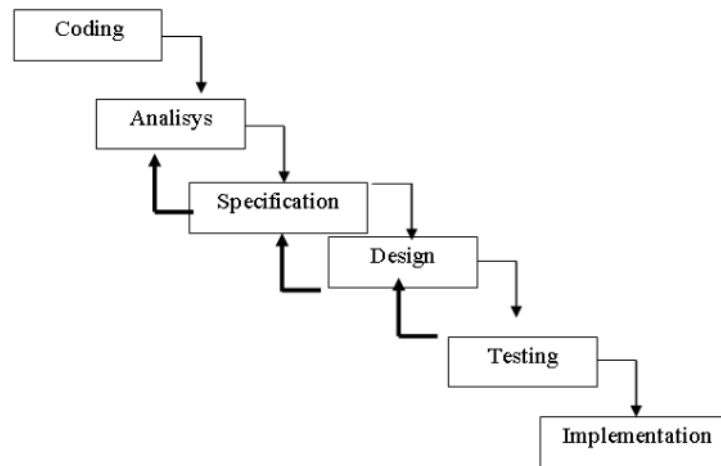 Coding
Analisys
Specification
Design
Testing
Implementation